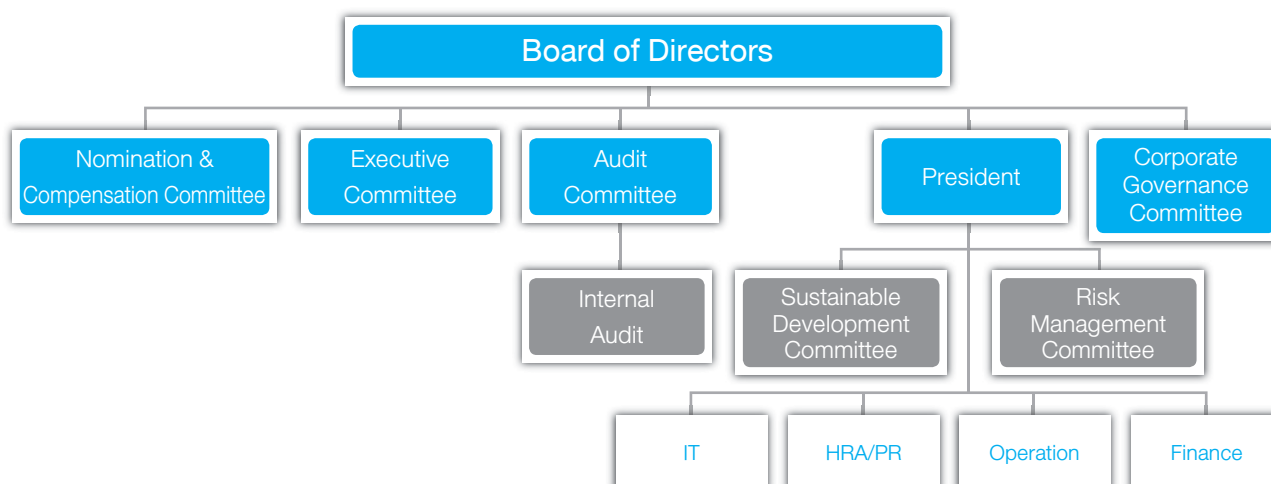 Board of Directors
Nomination &
Compensation Committee
Executive
Committee
Audit
Committee
President
Corporate
Governance
Committee
Internal
Audit
Sustainable
Development
Committee
Risk
Management
Committee
IT
HRA/PR
Operation
Finance